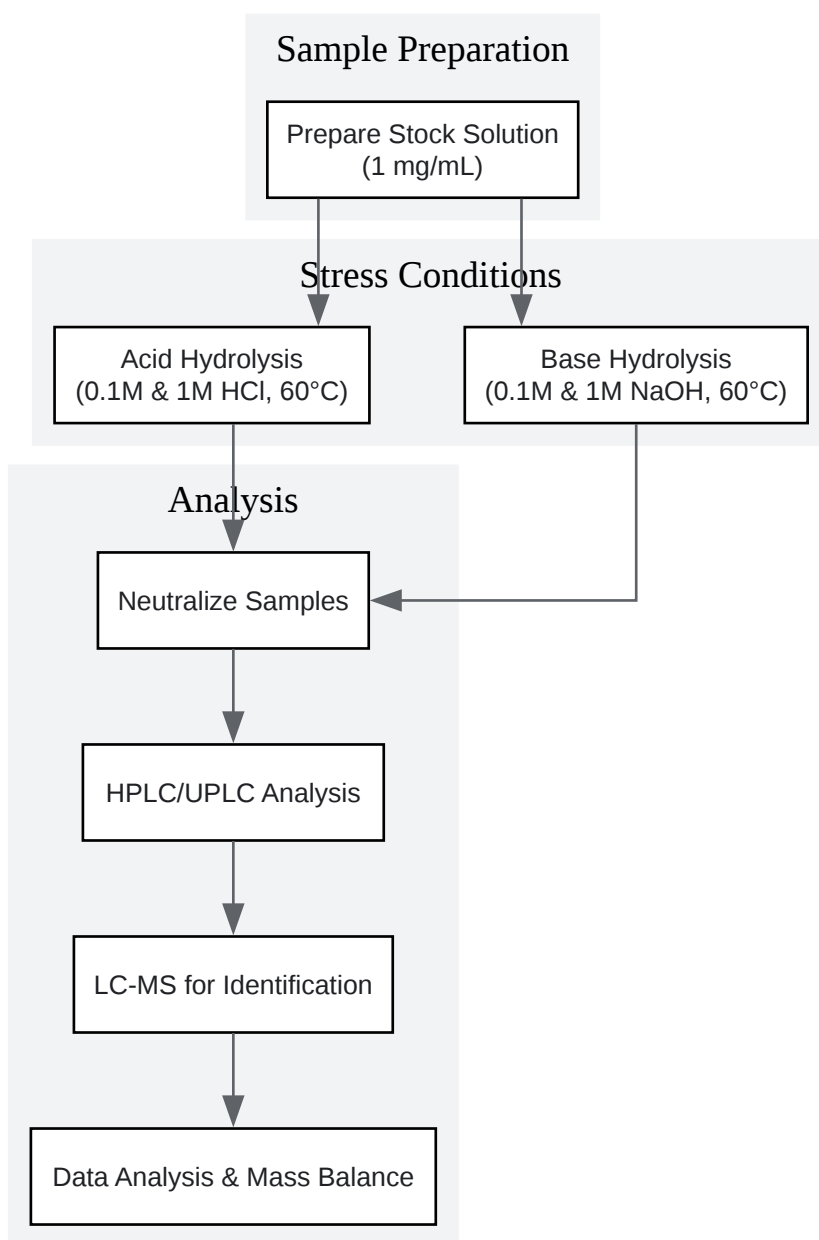 Sample Preparation
Prepare Stock Solution
(1 mg/mL)
Stress Conditions
Acid Hydrolysis
(0.1M & 1M HCl, 60°C)
Base Hydrolysis
(0.1M & 1M NaOH, 60°C)
Analysis
Neutralize Samples
HPLC/UPLC Analysis
LC-MS for Identification
Data Analysis & Mass Balance